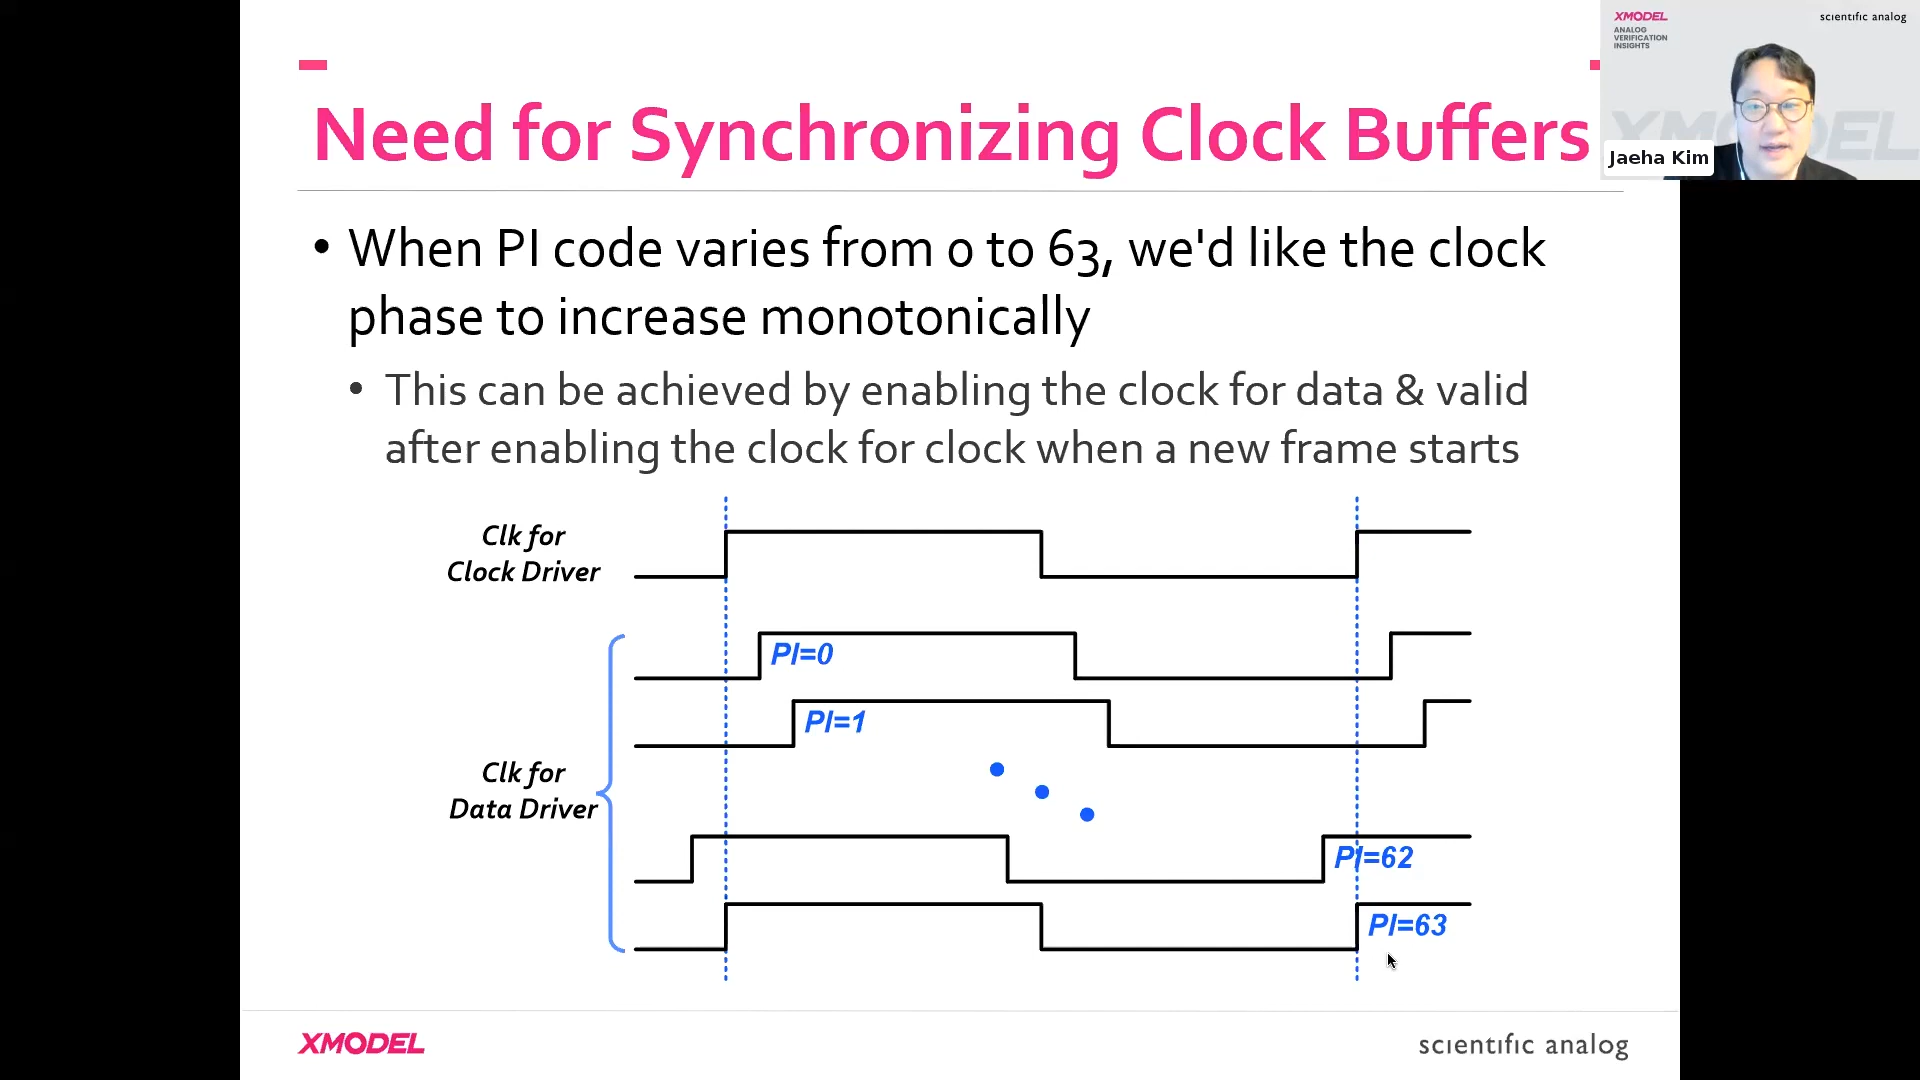 XMODEL
scientific analog
ANALOG
VERIFICATION
INSIGHTS
XMODEL
Jaeha Kim
Need for Synchronizing Clock Buffers
• When PI code varies from 0 to 63, we'd like the clock
phase to increase monotonically
• This can be achieved by enabling the clock for data & valid
after enabling the clock for clock when a new frame starts
Clk for
Clock Driver
PI=0
PI=1
Clk for
Data Driver
PI=62
PI=63
XMODEL
scientific analog